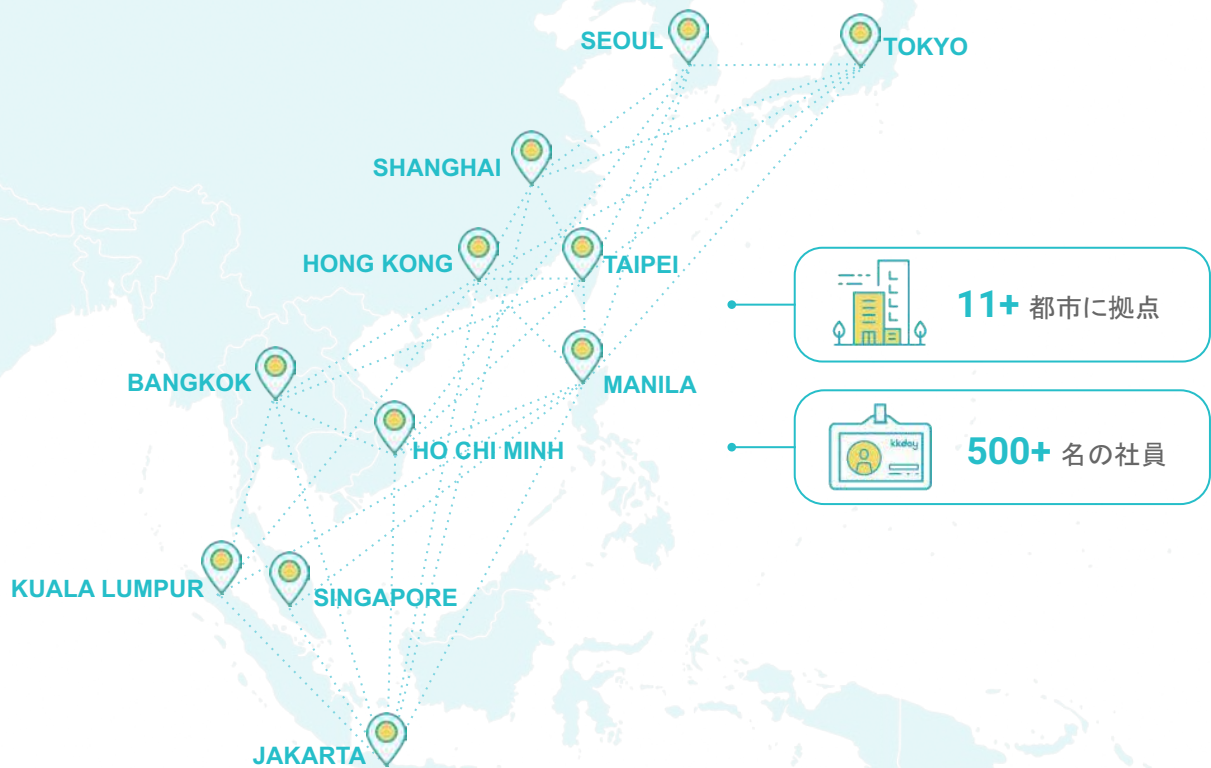 SEOUL
TOKYO
SHANGHAI
HONG KONG
TAIPEI
11+ 都市に拠点
BANGKOK
MANILA
HO CHI MINH
kkday
500+ 名の社員
KUALA LUMPUR
SINGAPORE
JAKARTA